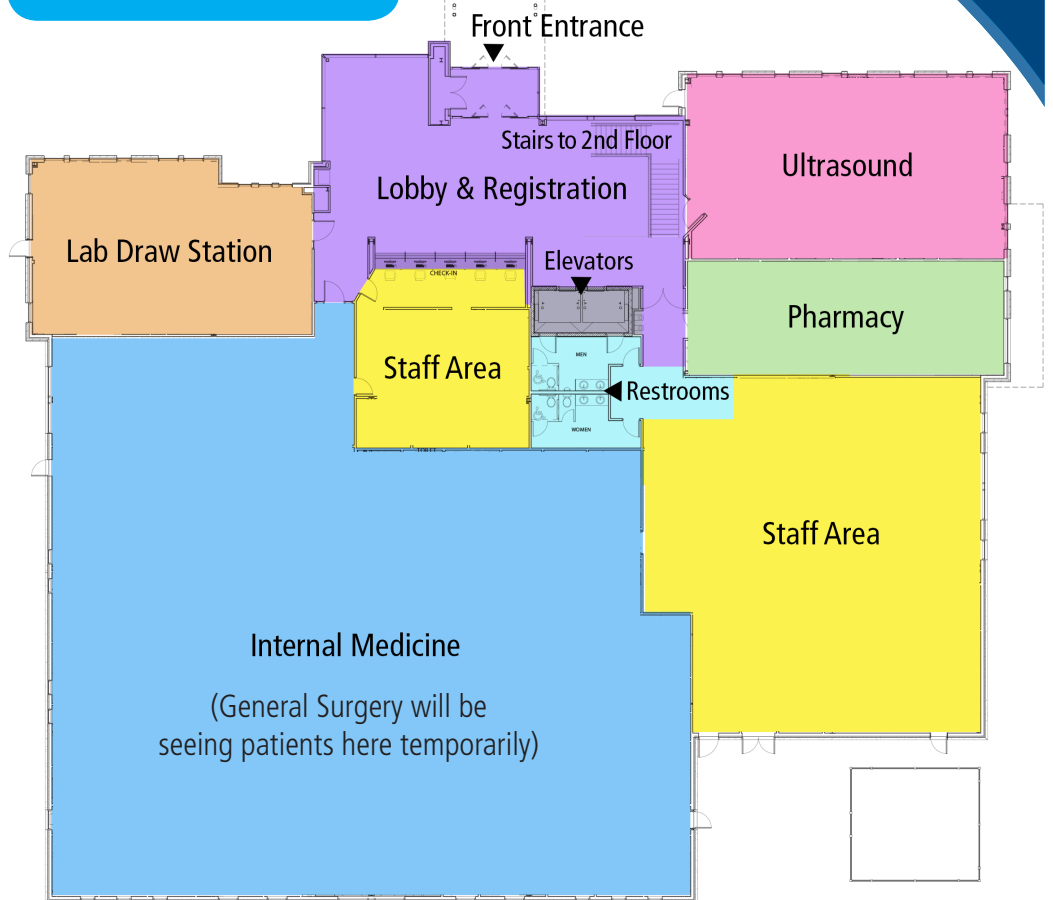 Front Entrance
Stairs to 2nd Floor
Ultrasound
Lobby & Registration
Lab Draw Station
Elevators
CHECK-IN
Pharmacy
MEN
Staff Area
Restrooms
WOMEN
Staff Area
Internal Medicine
(General Surgery will be
seeing patients here temporarily)